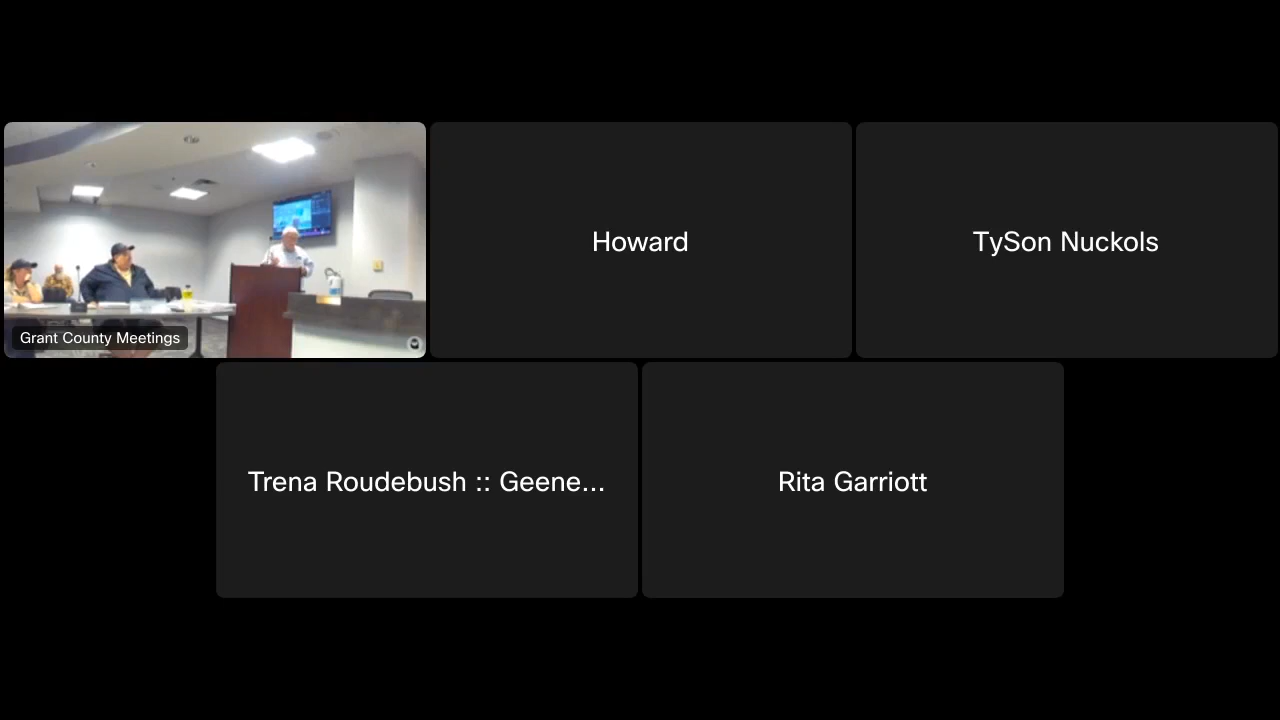 Howard
TySon Nuckols
Grant County Meetings
Trena Roudebush :: Geene...
Rita Garriott